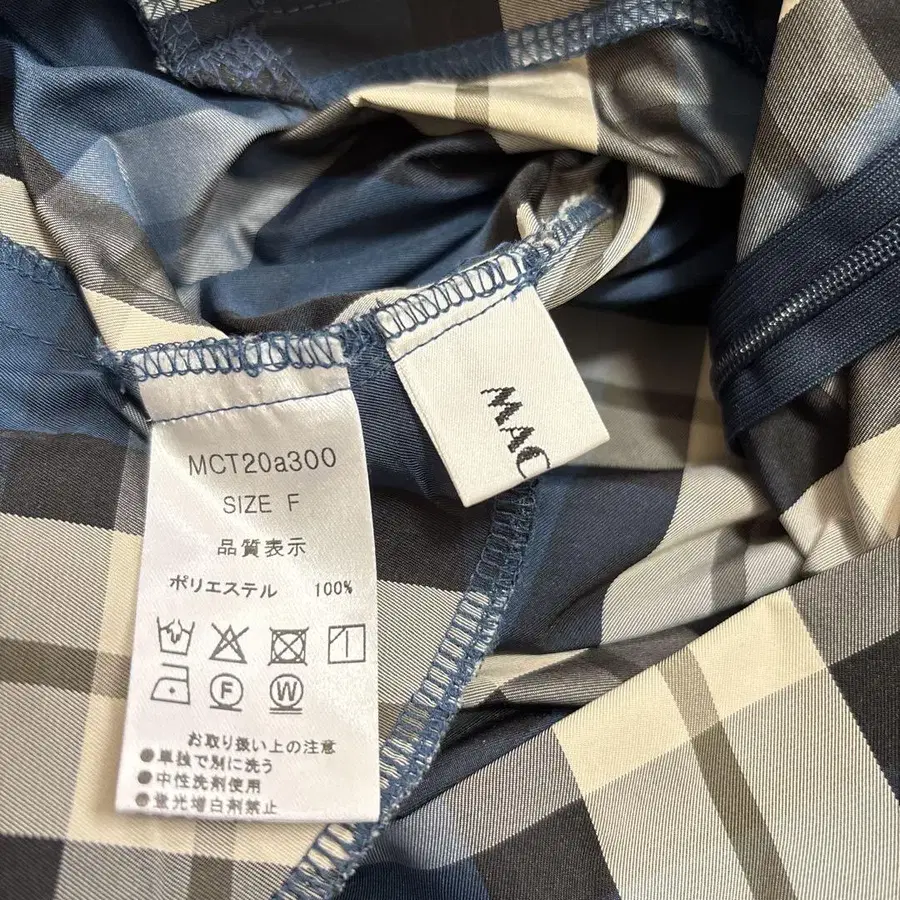 MCT20a300
SIZE F
品質表示
ポリエステル 100%
F W
お取り扱い上の注意
●単独で別に洗う
●中性洗剤使用
●蛍光増白剤禁止
MAC